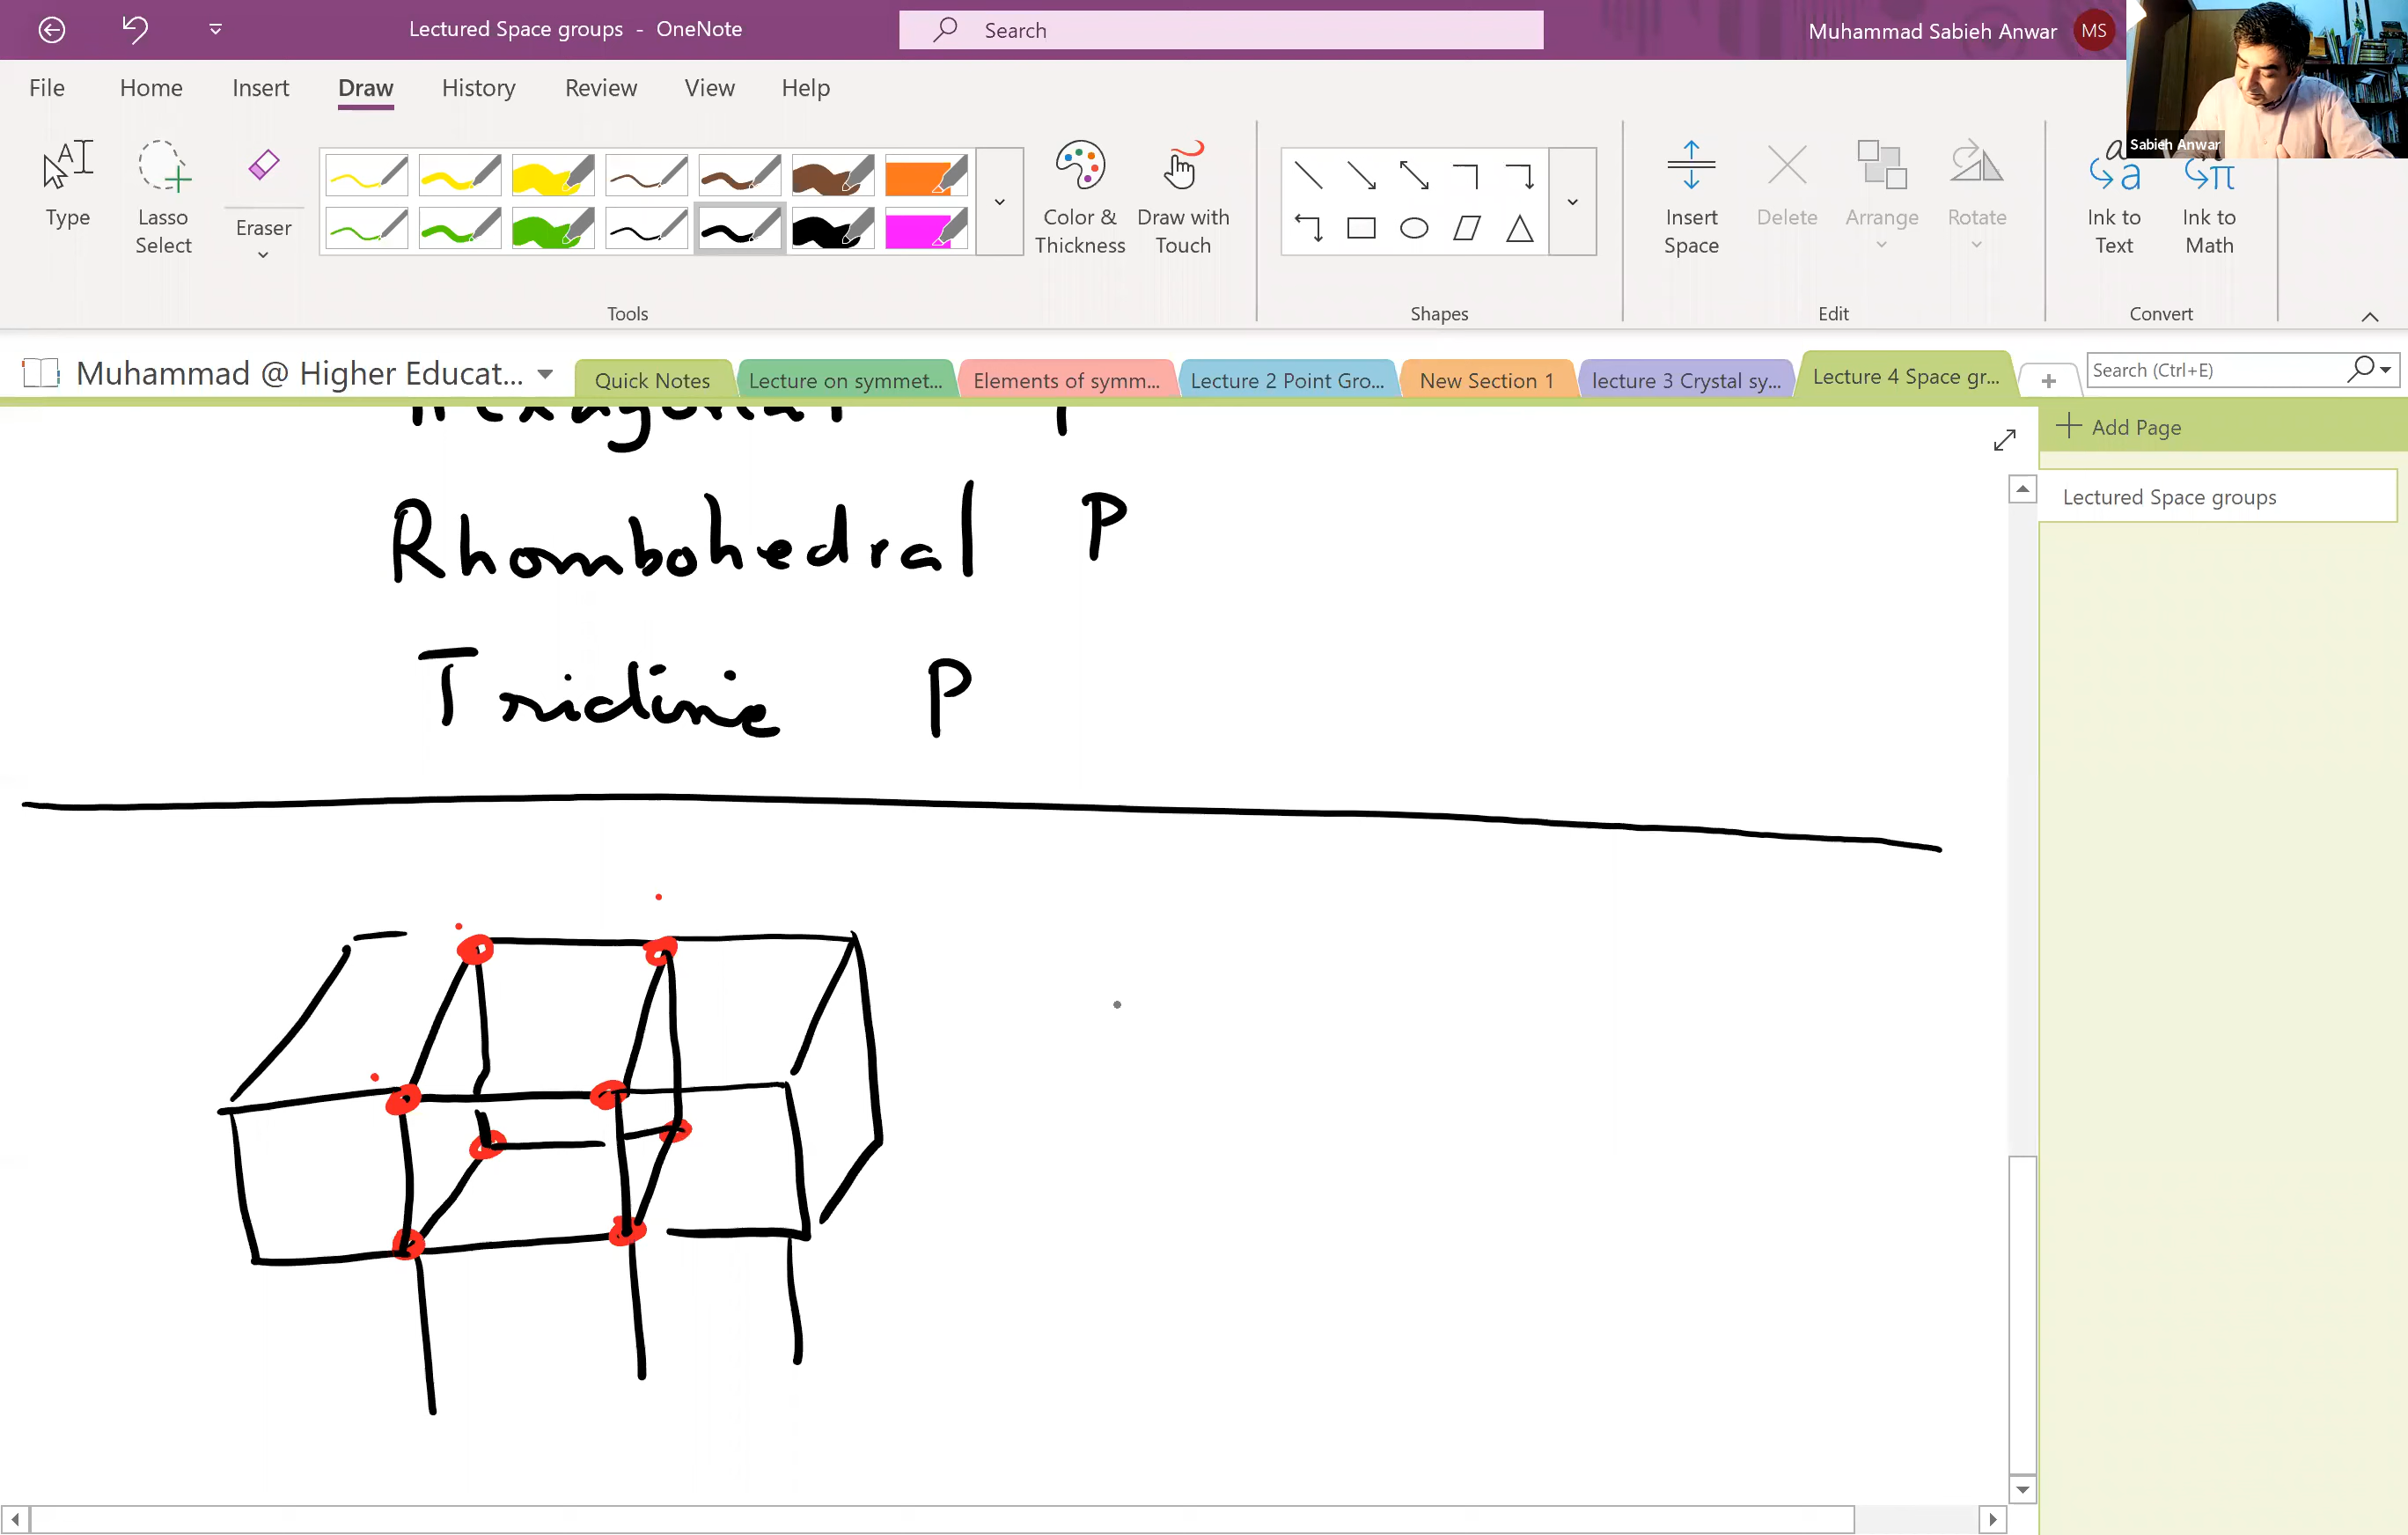 Lectured Space groups - OneNote
Search
Muhammad Sabieh Anwar
MS
File Home Insert Draw History Review View Help
Type
Lasso Select
Eraser
Color & Thickness
Draw with Touch
Tools
Shapes
Insert Space
Delete
Arrange
Rotate
Edit
Ink to Text
Ink to Math
Convert
Sabieh Anwar
Muhammad @ Higher Educat...
Quick Notes
Lecture on symmet...
Elements of symm...
Lecture 2 Point Gro...
New Section 1
lecture 3 Crystal sy...
Lecture 4 Space gr...
Search (Ctrl+E)
Add Page
Lectured Space groups
Hexagonal P
Rhombohedral P
Triclinic P